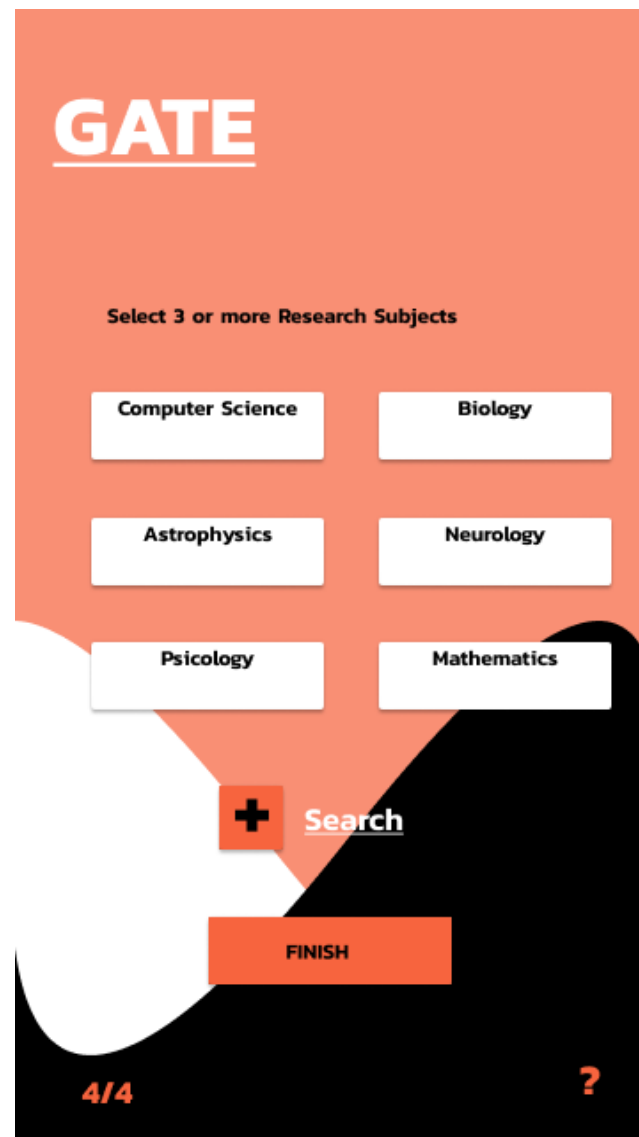 GATE
Select 3 or more Research Subjects
Computer Science
Biology
Astrophysics
Neurology
Psicology
Mathematics
Search
FINISH
4/4
?